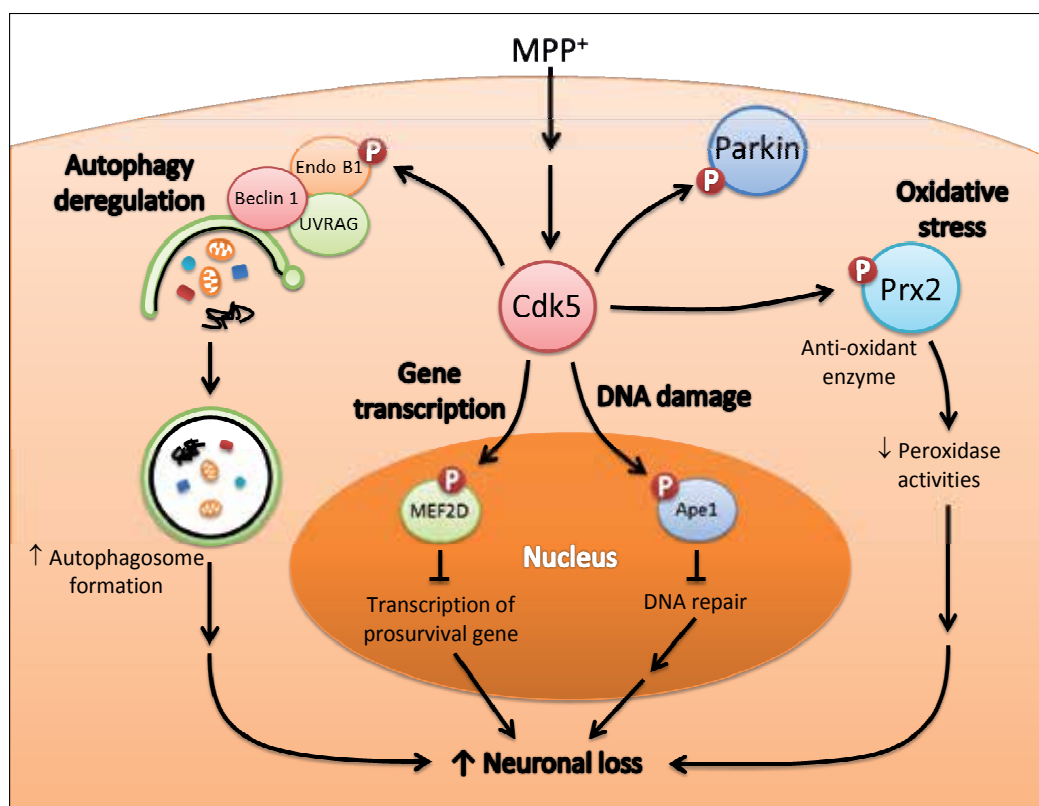 MPP⁺
Autophagy
deregulation
Endo B1
P
Beclin 1
UVRAG
Parkin
P
Oxidative
stress
Cdk5
P
Prx2
Anti-oxidant
enzyme
Gene
transcription
DNA damage
↓ Peroxidase
activities
P
MEF2D
P
Ape1
Nucleus
↑ Autophagosome
formation
Transcription of
prosurvival gene
DNA repair
↑ Neuronal loss